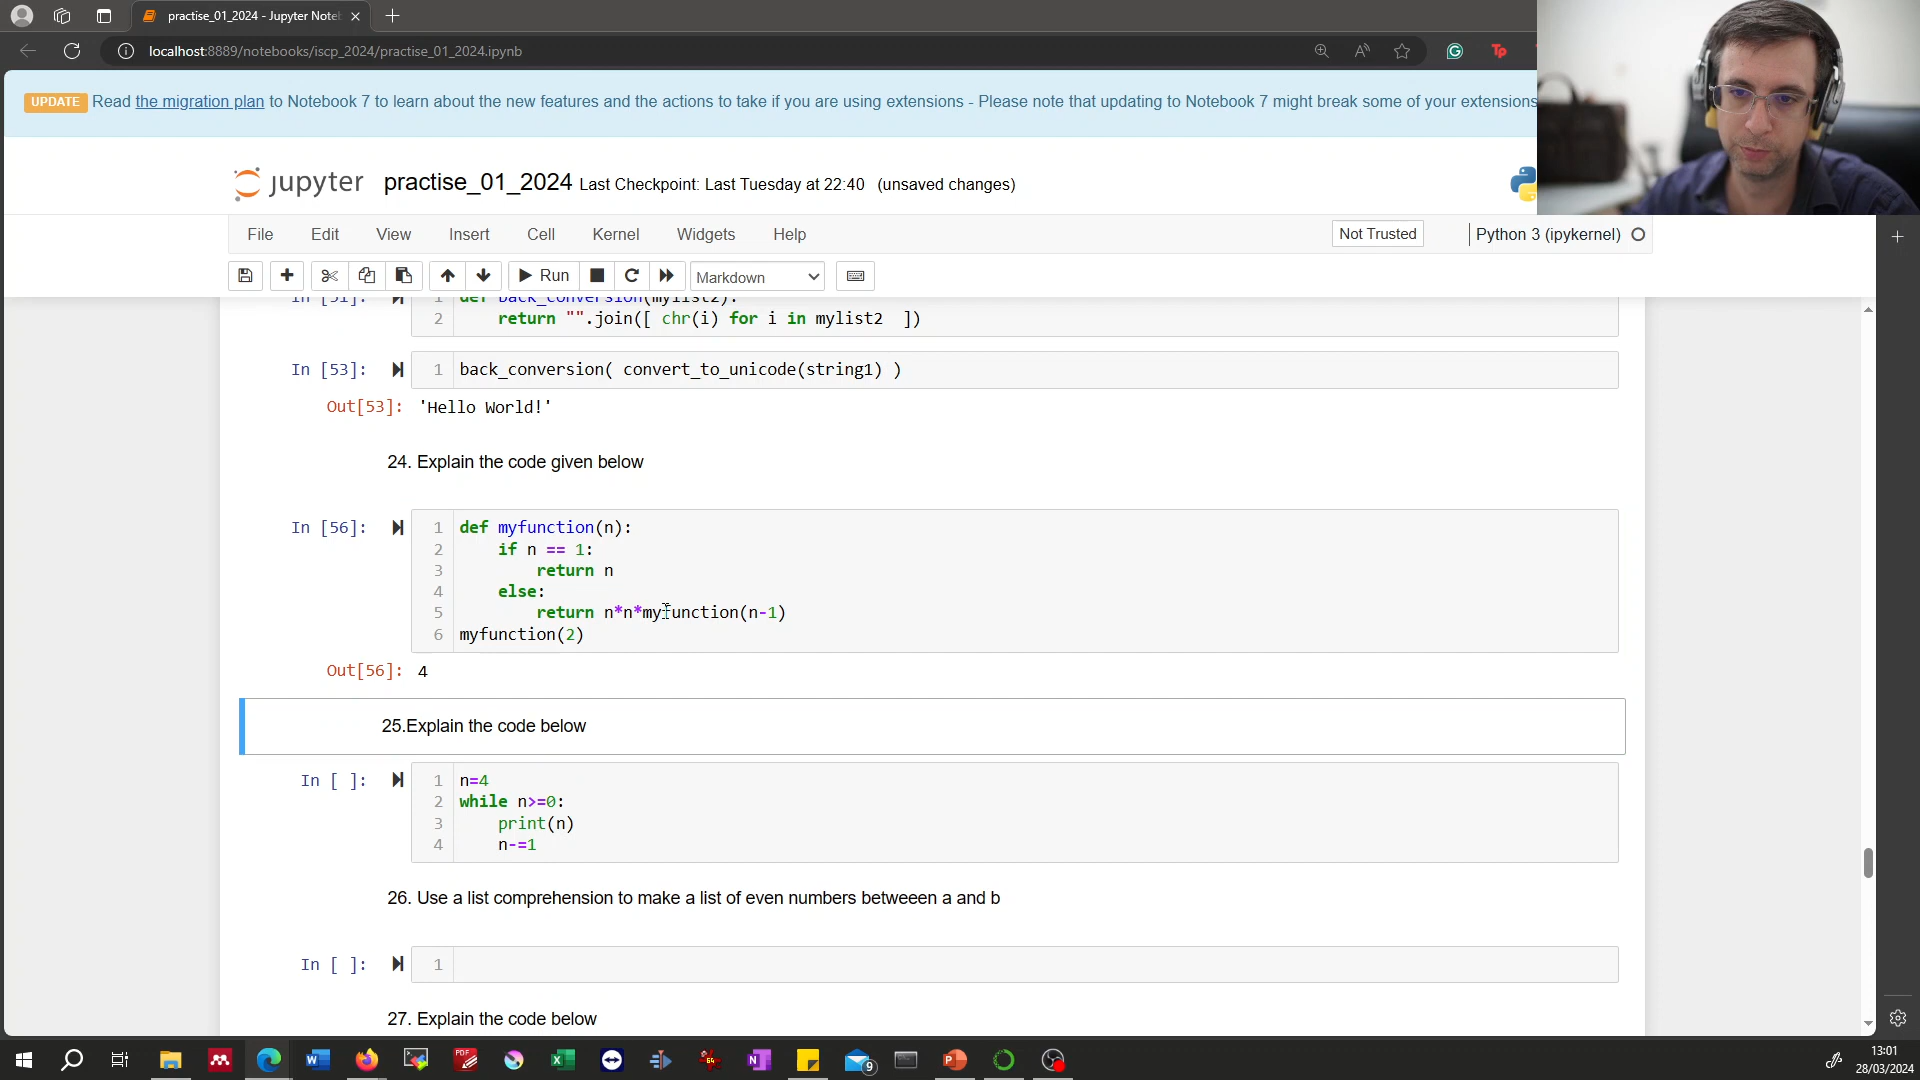 practise_01_2024 - Jupyter Noteb
localhost:8889/notebooks/iscp_2024/practise_01_2024.ipynb
UPDATE Read the migration plan to Notebook 7 to learn about the new features and the actions to take if you are using extensions - Please note that updating to Notebook 7 might break some of your extensions
jupyter practise_01_2024 Last Checkpoint: Last Tuesday at 22:40 (unsaved changes)
File Edit View Insert Cell Kernel Widgets Help Not Trusted Python 3 (ipykernel)
Run Markdown
In [51]: 1 def back_conversion(mylist2):
2 return "".join([ chr(i) for i in mylist2 ])
In [53]: 1 back_conversion( convert_to_unicode(string1) )
Out[53]: 'Hello World!'
24. Explain the code given below
In [56]: 1 def myfunction(n):
2 if n == 1:
3 return n
4 else:
5 return n*n*myfunction(n-1)
6 myfunction(2)
Out[56]: 4
25.Explain the code below
In [ ]: 1 n=4
2 while n>=0:
3 print(n)
4 n-=1
26. Use a list comprehension to make a list of even numbers betweeen a and b
In [ ]: 1
27. Explain the code below
13:01
28/03/2024